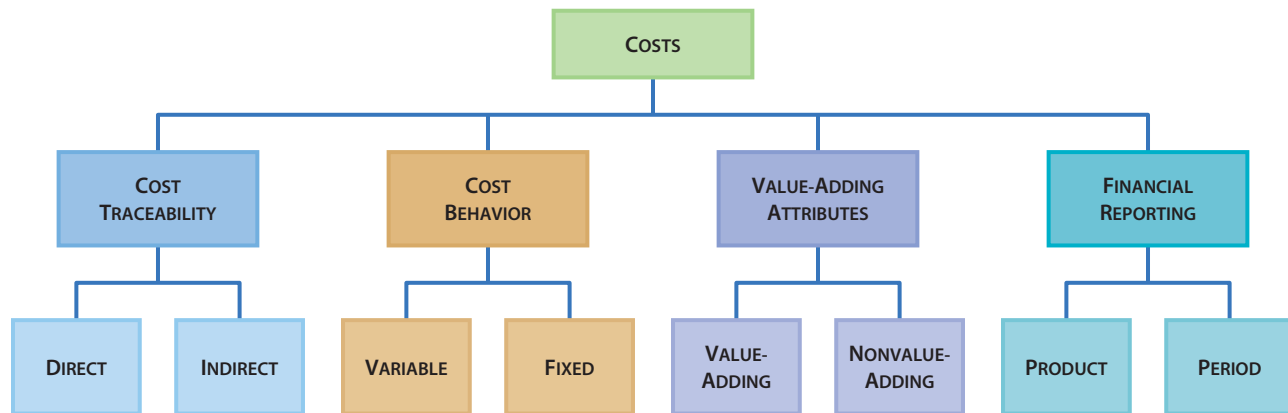 COSTS
COST
TRACEABILITY
COST
BEHAVIOR
VALUE-ADDING
ATTRIBUTES
FINANCIAL
REPORTING
DIRECT
INDIRECT
VARIABLE
FIXED
VALUE-
ADDING
NONVALUE-
ADDING
PRODUCT
PERIOD